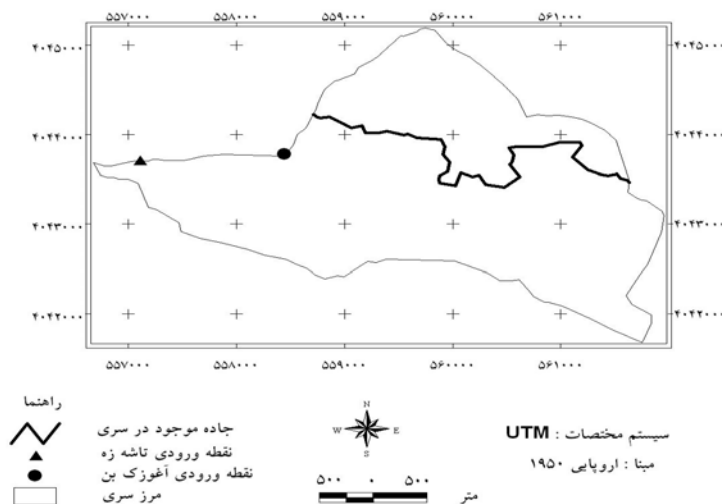 ۵۵۷۰۰۰ ۵۵۸۰۰۰ ۵۵۹۰۰۰ ۵۶۰۰۰۰ ۵۶۱۰۰۰
۴۰۴۵۰۰۰ ۴۰۴۵۰۰۰
۴۰۴۴۰۰۰ ۴۰۴۴۰۰۰
۴۰۴۳۰۰۰ ۴۰۴۳۰۰۰
۴۰۴۲۰۰۰ ۴۰۴۲۰۰۰
۵۵۷۰۰۰ ۵۵۸۰۰۰ ۵۵۹۰۰۰ ۵۶۰۰۰۰ ۵۶۱۰۰۰
راهنما
جاده موجود در سری
نقطه ورودی تاشه زه
نقطه ورودی آغوزک بن
مرز سری
N
W E
S
۵۰۰ ۰ ۵۰۰ متر
سیستم مختصات : UTM
مبنا : اروپایی ۱۹۵۰